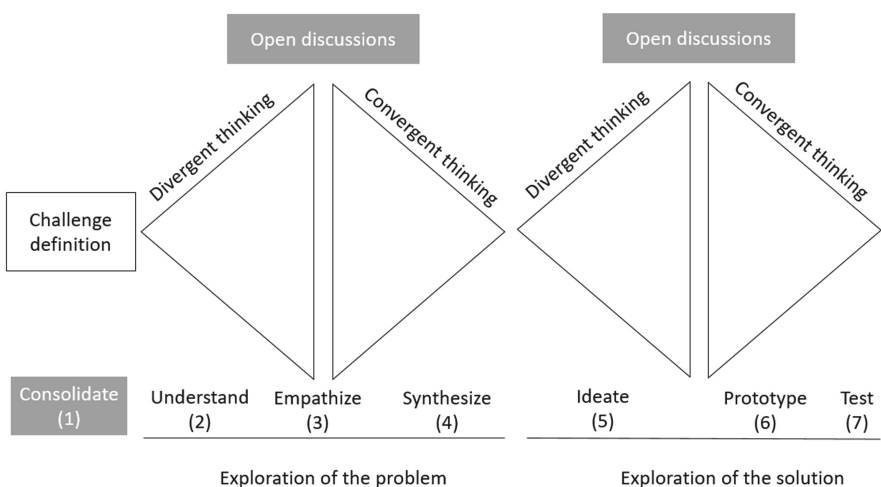 Open discussions
Open discussions
Divergent thinking
Convergent thinking
Divergent thinking
Convergent thinking
Challenge
definition
Consolidate
(1)
Understand
(2)
Empathize
(3)
Synthesize
(4)
Ideate
(5)
Prototype
(6)
Test
(7)
Exploration of the problem
Exploration of the solution